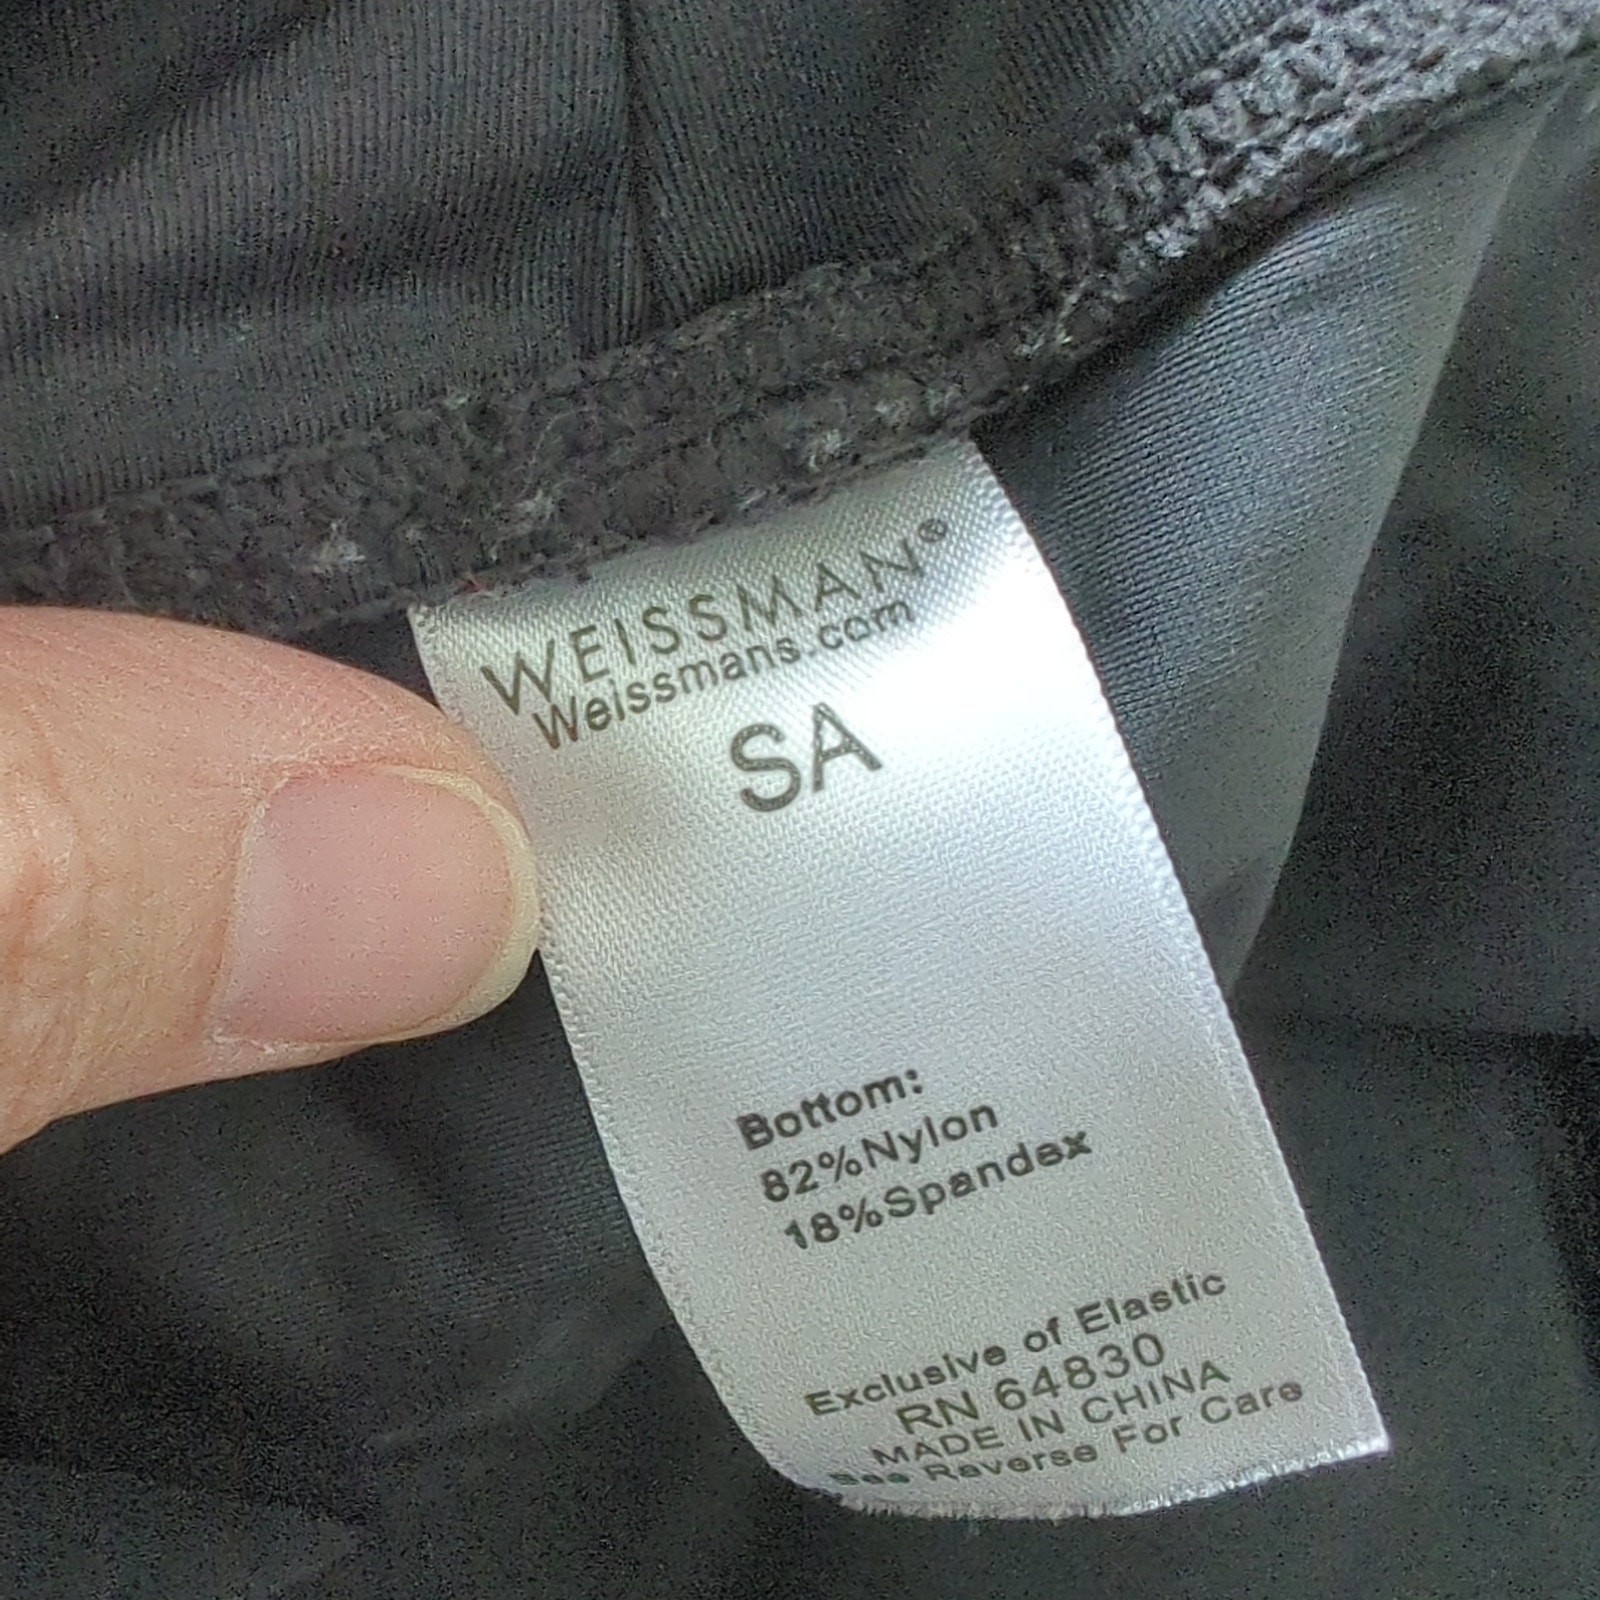 WEISSMAN®
Weissmans.com
SA
Bottom:
82%Nylon
18%Spandex
Exclusive of Elastic
RN 64830
MADE IN CHINA
See Reverse For Care